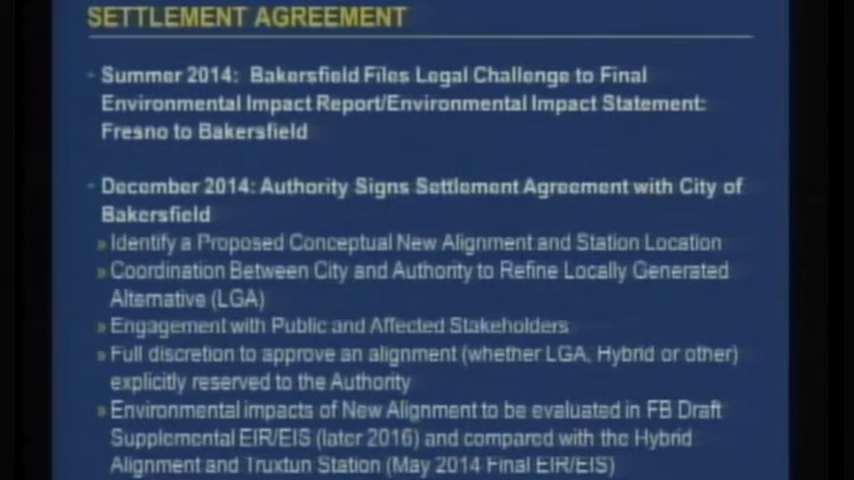 SETTLEMENT AGREEMENT
- Summer 2014: Bakersfield Files Legal Challenge to Final
Environmental Impact Report/Environmental Impact Statement:
Fresno to Bakersfield
- December 2014: Authority Signs Settlement Agreement with City of
Bakersfield
» Identify a Proposed Conceptual New Alignment and Station Location
» Coordination Between City and Authority to Refine Locally Generated
Alternative (LGA)
» Engagement with Public and Affected Stakeholders
» Full discretion to approve an alignment (whether LGA, Hybrid or other)
explicitly reserved to the Authority
» Environmental impacts of New Alignment to be evaluated in FB Draft
Supplemental EIR/EIS (later 2016) and compared with the Hybrid
Alignment and Truxtun Station (May 2014 Final EIR/EIS)